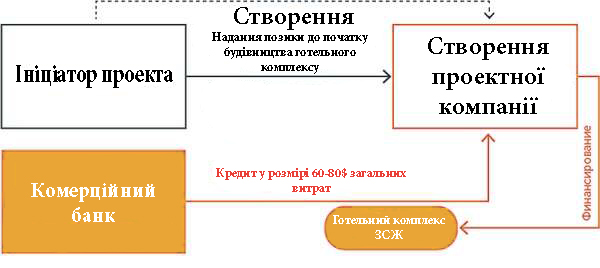 Створення
Надання позики до початку
будівництва готельного
комплексу
Ініціатор проекта
Створення
проектної
компанії
Финансирование
Кредит у розмірі 60-80$ загальних
витрат
Комерційний
банк
Готельний комплекс
ЗСЖ